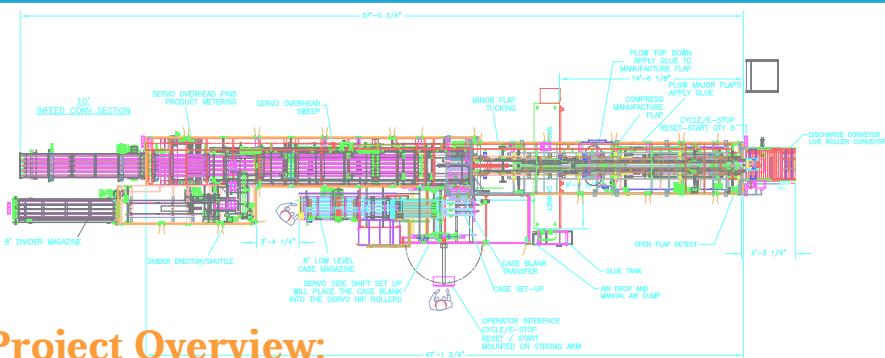 57'-0 3/4"
PLOW TOP DOWN
APPLY GLUE TO
MANUFACTURE FLAP
14'-6 1/8"
PLOW MAJOR FLAPS
APPLY GLUE
SERVO OVERHEAD PINS
PRODUCT METERING
SERVO OVERHEAD
SWEEP
10'
INFEED CONV SECTION
MINOR FLAP
TUCKING
COMPRESS
MANUFACTURE
FLAP
CYCLE/E-STOP
RESET-START QTY 5
DISCHARGE CONVEYOR
LIVE ROLLER CONVEYOR
8' DIVIDER MAGAZINE
3'-4 1/4"
OPEN FLAP DETECT
4'-3 1/4"
DIVIDER ERECTOR/SHUTTLE
8' LOW LEVEL
CASE MAGAZINE
CASE BLANK
TRANSFER
GLUE TANK
SERVO SIDE SHIFT SET UP
WILL PLACE THE CASE BLANK
INTO THE SERVO HIP ROLLERS
CASE SET-UP
AIR DROP AND
MANUAL AIR DUMP
OPERATOR INTERFACE
CYCLE/E-STOP
RESET / START
MOUNTED ON STRONG ARM
Project Overview:
47'-1 3/4"